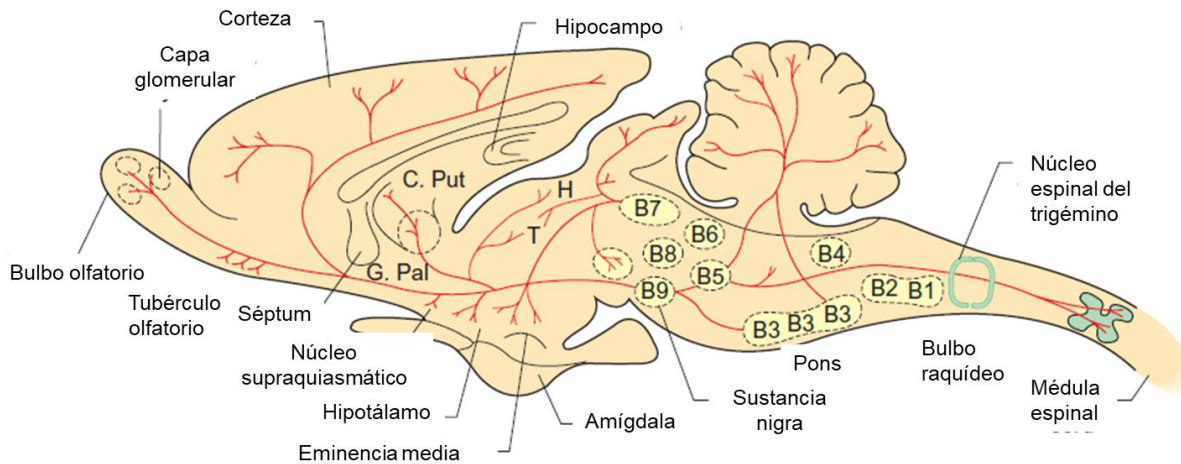 Corteza
Capa
glomerular
Hipocampo
Núcleo
espinal del
trigémino
C. Put
H
T
G. Pal
B7
B6
B8
B5
B9
B4
B2 B1
B3 B3 B3
Bulbo olfatorio
Tubérculo
olfatorio
Séptum
Núcleo
supraquiasmático
Hipotálamo
Eminencia media
Amígdala
Sustancia
nigra
Pons
Bulbo
raquídeo
Médula
espinal